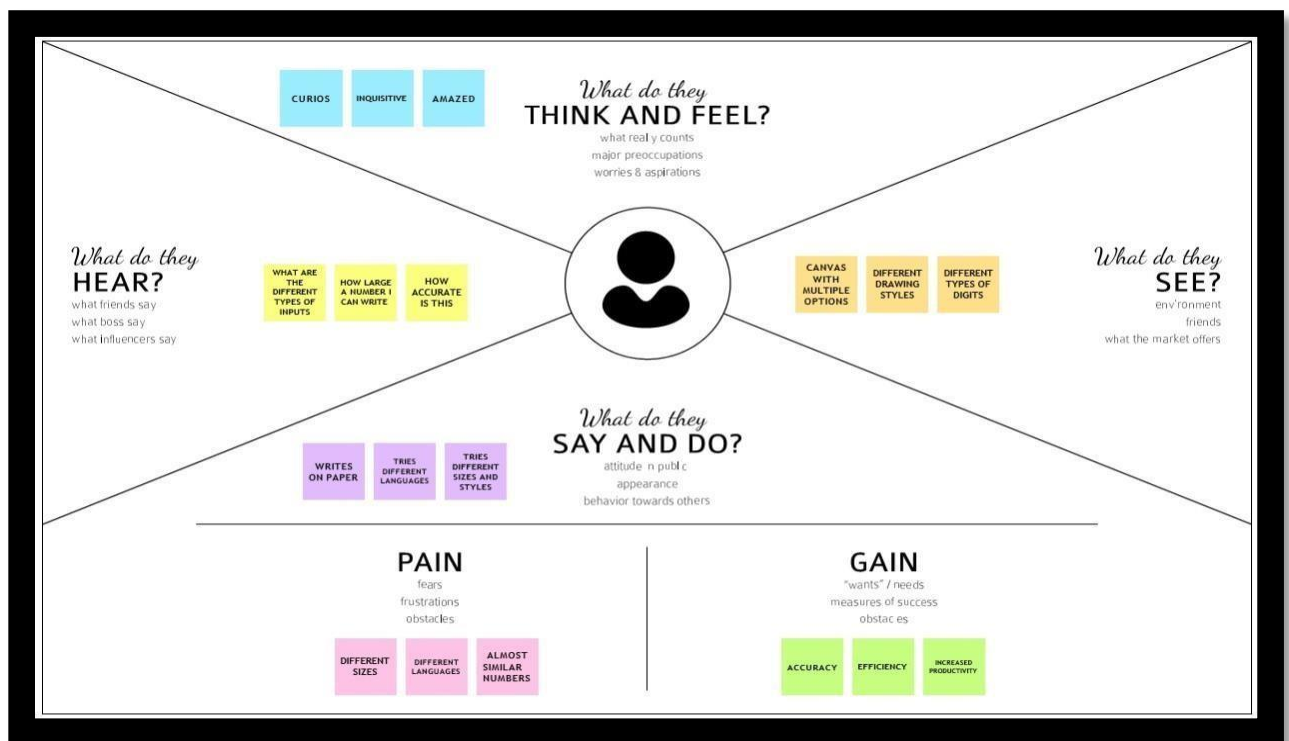 CURIOS
INQUISITIVE
AMAZED
What do they
THINK AND FEEL?
what real y counts
major preoccupations
worries & aspirations
What do they
HEAR?
what friends say
what boss say
what influencers say
WHAT ARE
THE
DIFFERENT
TYPES OF
INPUTS
HOW LARGE
A NUMBER I
CAN WRITE
HOW
ACCURATE
IS THIS
CANVAS
WITH
MULTIPLE
OPTIONS
DIFFERENT
DRAWING
STYLES
DIFFERENT
TYPES OF
DIGITS
What do they
SEE?
env'ronment
friends
what the market offers
What do they
SAY AND DO?
attitude n publ c
appearance
behavior towards others
WRITES
ON PAPER
TRIES
DIFFERENT
LANGUAGES
TRIES
DIFFERENT
SIZES AND
STYLES
PAIN
fears
frustrations
obstacles
DIFFERENT
SIZES
DIFFERENT
LANGUAGES
ALMOST
SIMILAR
NUMBERS
GAIN
"wants" / needs
measures of success
obstac es
ACCURACY
EFFICIENCY
INCREASED
PRODUCTIVITY